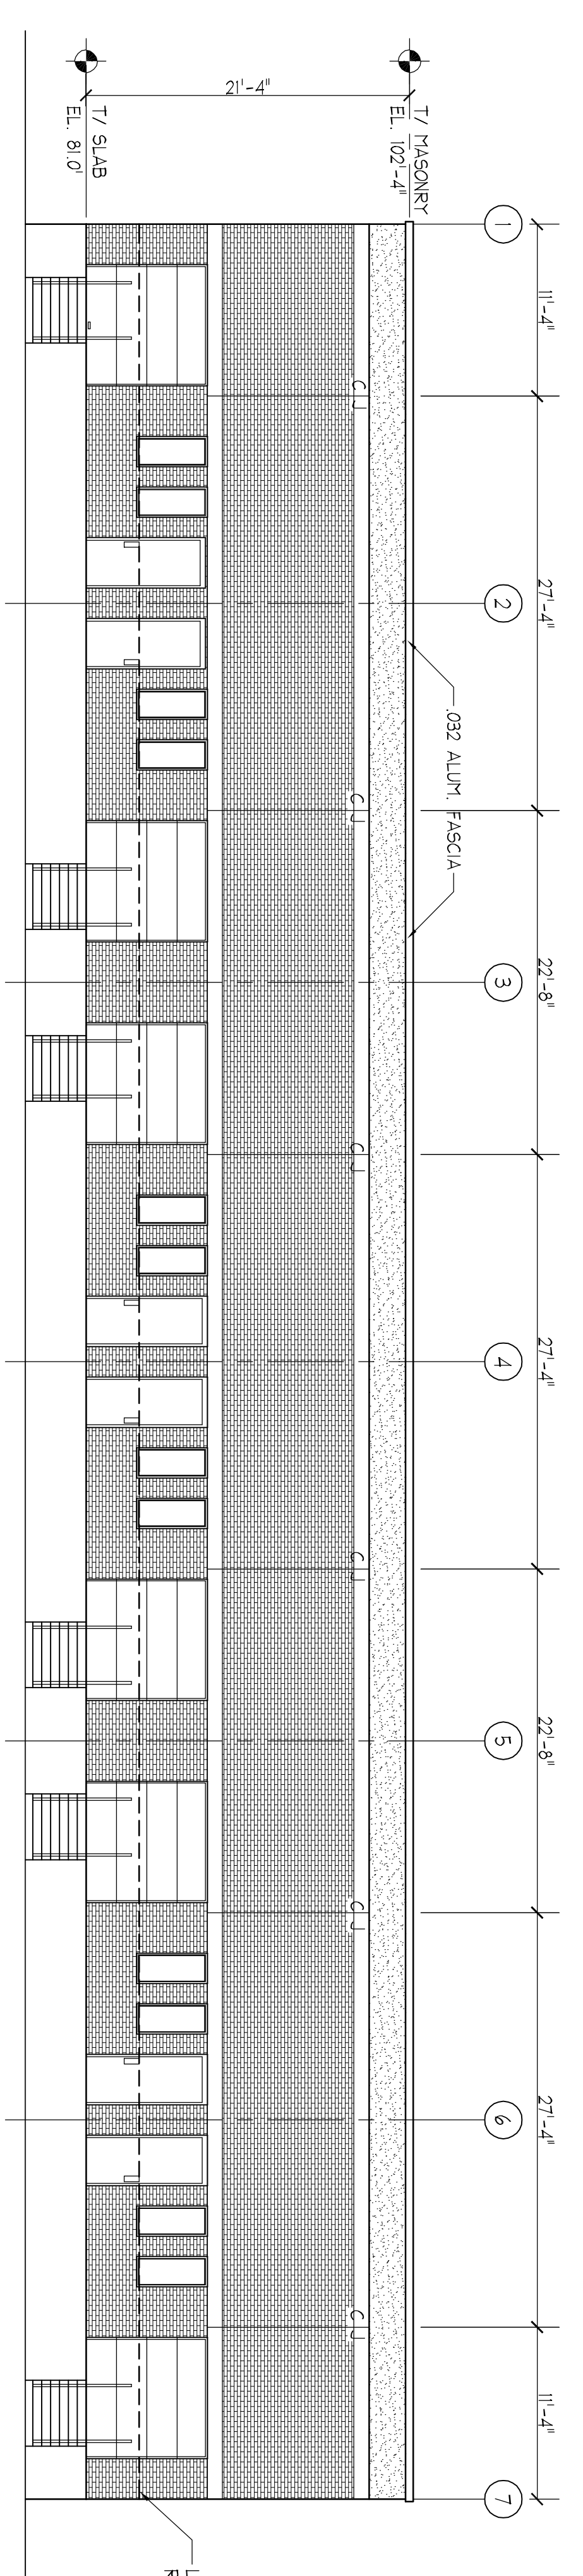 1
2
3
4
5
6
7
11'-4"
27'-4"
22'-8"
27'-4"
22'-8"
27'-4"
11'-4"
.032 ALUM. FASCIA
T/ MASONRY
EL. 102'-4"
21'-4"
T/ SLAB
EL. 81.0'
CJ
CJ
CJ
CJ
CJ
CJ